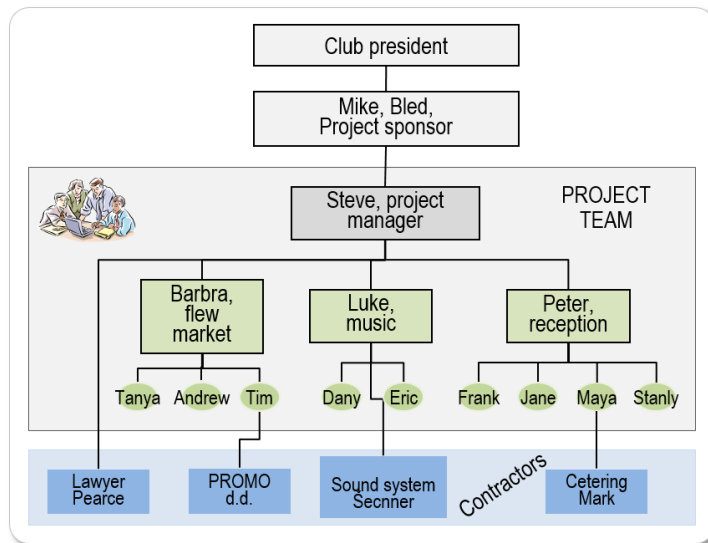 Club president
Mike, Bled,
Project sponsor
Steve, project
manager
PROJECT
TEAM
Barbra,
flew
market
Luke,
music
Peter,
reception
Tanya
Andrew
Tim
Dany
Eric
Frank
Jane
Maya
Stanly
Lawyer
Pearce
PROMO
d.d.
Sound system
Secnner
Contractors
Cetering
Mark